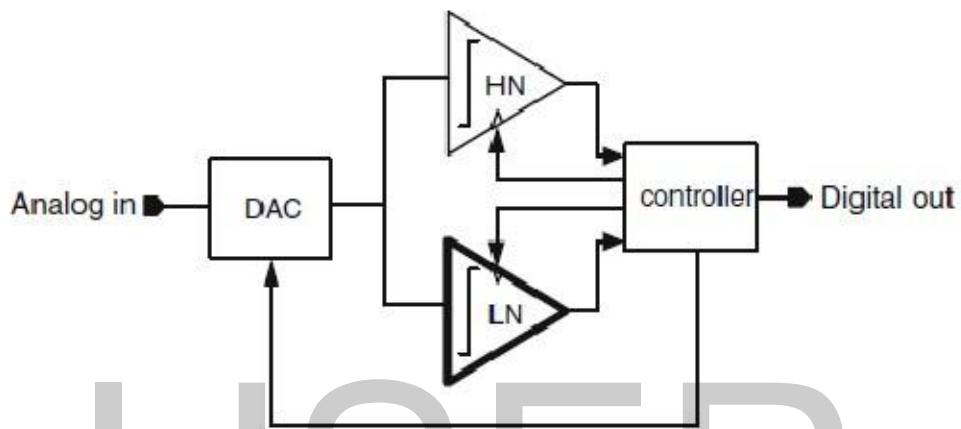 HN
Analog in
DAC
controller
Digital out
LN